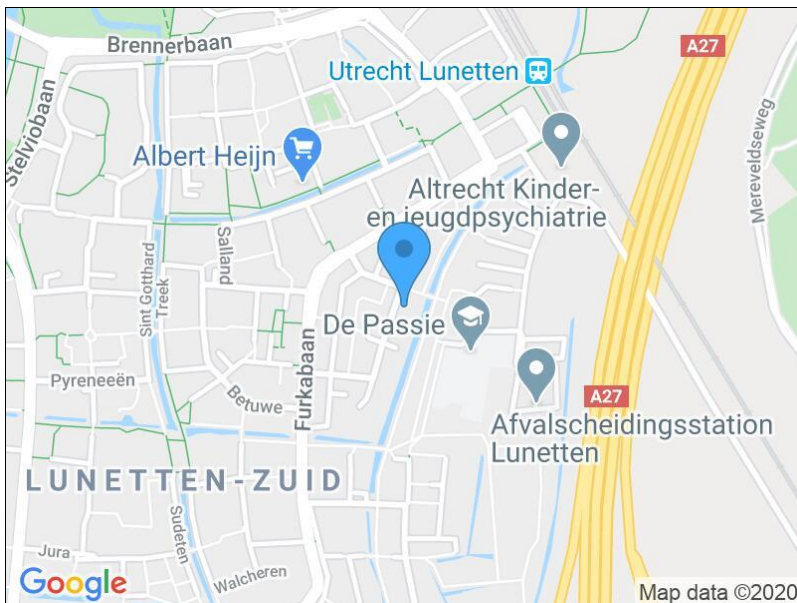 Brennerbaan
A27
Utrecht Lunetten
Stelviobaan
Mereveldseweg
Albert Heijn
Altrecht Kinder-
en jeugdpsychiatrie
Salland
Sint Gotthard
Treek
De Passie
Furkabaan
Pyreneeën
Betuwe
A27
Afvalscheidingsstation
Lunetten
LUNETTEN-ZUID
Sudeten
Jura
Walcheren
Google
Map data ©2020